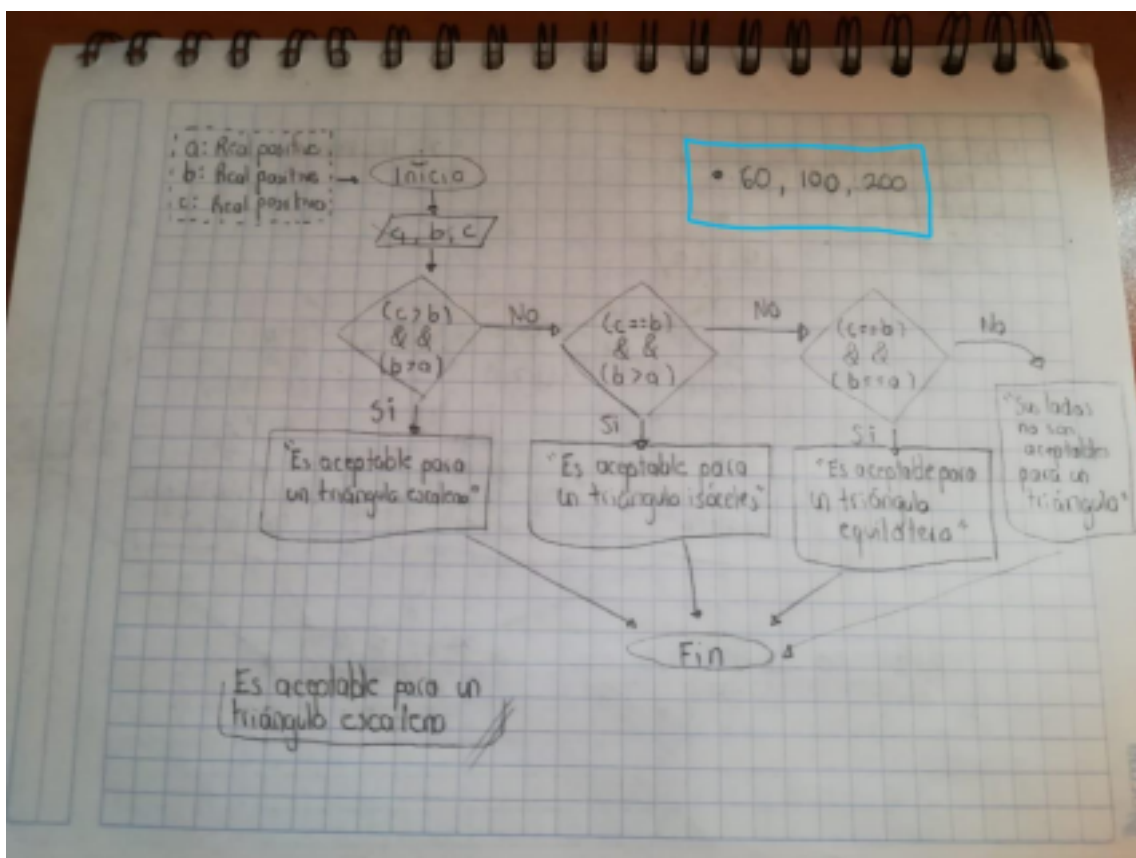 a: Real positivo
b: Real positivo
c: Real positivo
Inicio
• 60, 100, 200
a, b, c
(c>b)
& &
(b>a)
No
(c==b)
& &
(b>a)
No
(c==b)
& &
(b==a)
No
Si
Si
Si
"Es aceptable para
un triángulo escaleno"
"Es aceptable para
un triángulo isóceles"
"Es aceptable para
un triángulo
equilátero"
"Sus lados
no son
aceptables
para un
triángulo"
Fin
Es aceptable para un
triángulo escaleno